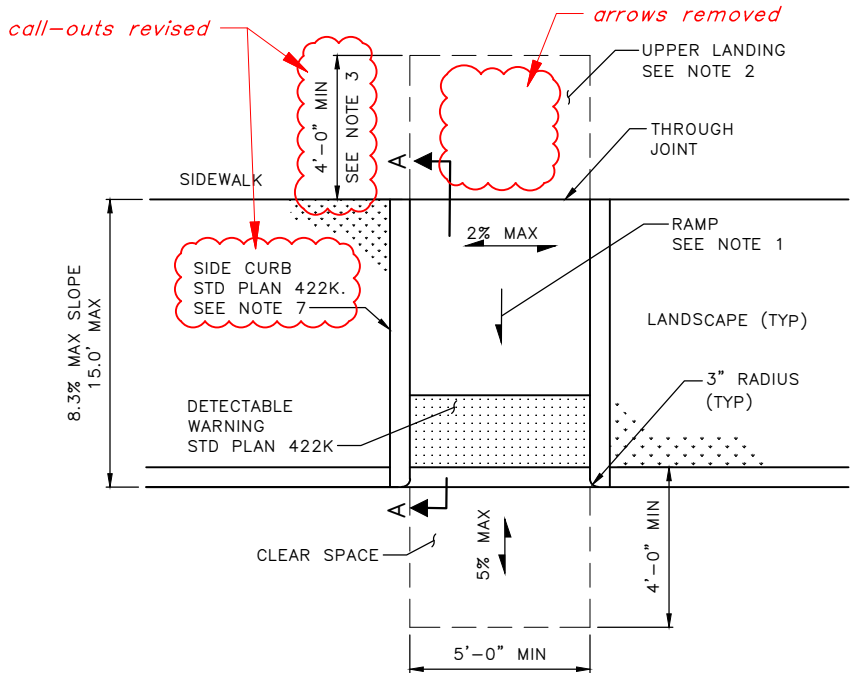 call-outs revised
arrows removed
UPPER LANDING
SEE NOTE 2
4'-0" MIN
SEE NOTE 3
THROUGH
JOINT
A
SIDEWALK
2% MAX
RAMP
SEE NOTE 1
SIDE CURB
STD PLAN 422K.
SEE NOTE 7
8.3% MAX SLOPE
15.0' MAX
LANDSCAPE (TYP)
3" RADIUS
(TYP)
DETECTABLE
WARNING
STD PLAN 422K
A
5% MAX
CLEAR SPACE
4'-0" MIN
5'-0" MIN